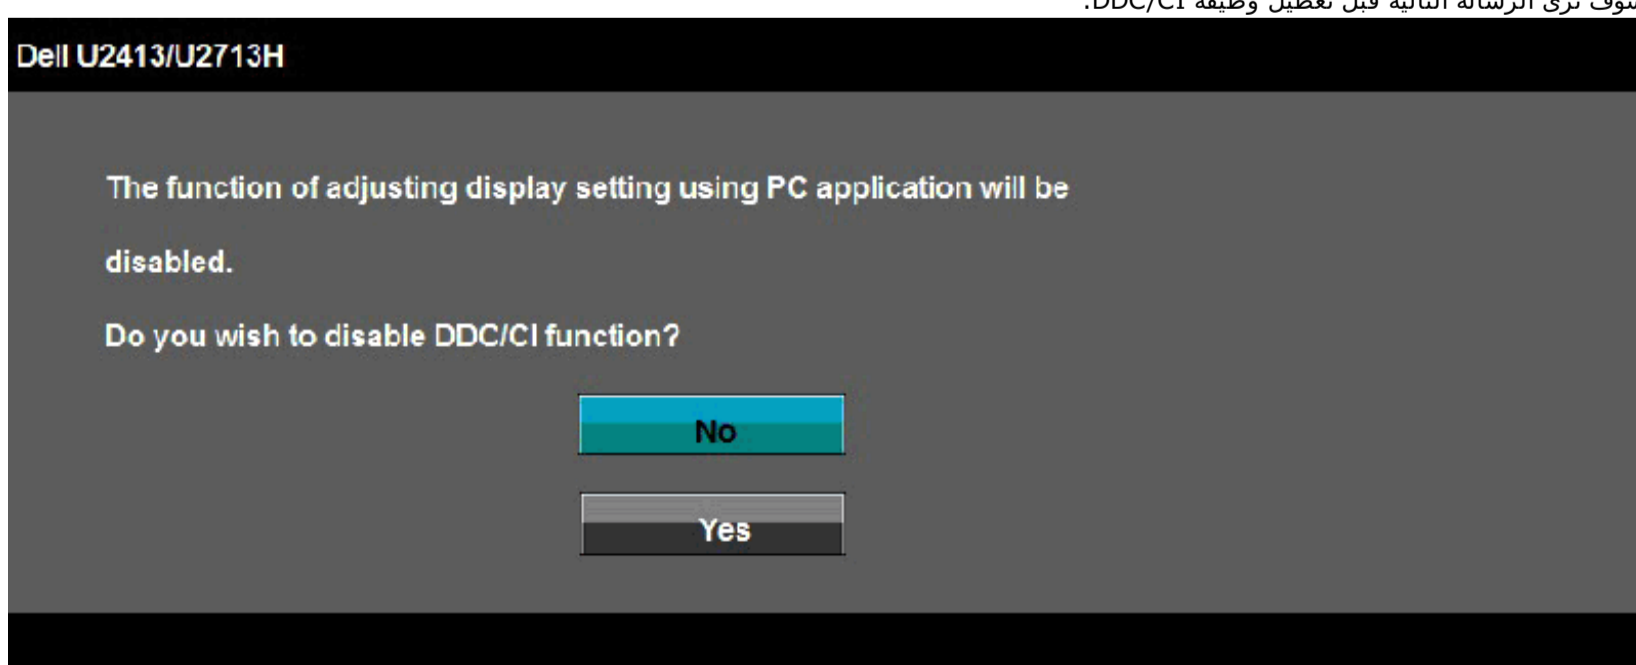 سوف ترى الرسالة التالية قبل تعطيل وظيفة DDC/CI.
Dell U2413/U2713H
The function of adjusting display setting using PC application will be
disabled.
Do you wish to disable DDC/CI function?
No
Yes